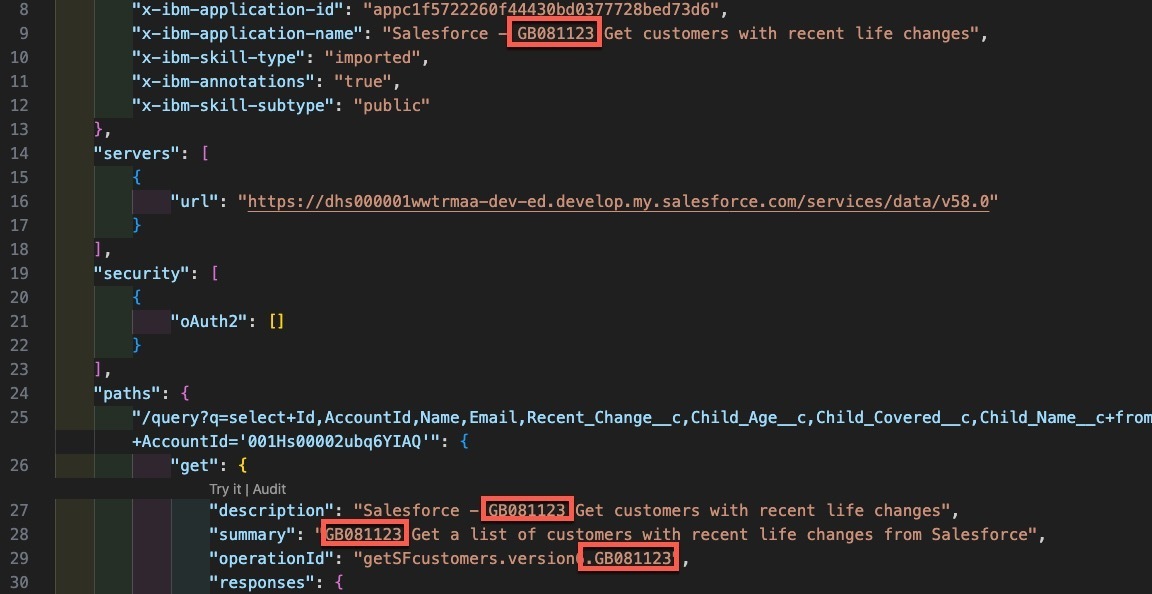 8 "x-ibm-application-id": "appc1f5722260f44430bd0377728bed73d6",
9 "x-ibm-application-name": "Salesforce - GB081123 Get customers with recent life changes",
10 "x-ibm-skill-type": "imported",
11 "x-ibm-annotations": "true",
12 "x-ibm-skill-subtype": "public"
13 },
14 "servers": [
15 {
16 "url": "https://dhs000001wwtrmaa-dev-ed.develop.my.salesforce.com/services/data/v58.0"
17 }
18 ],
19 "security": [
20 {
21 "oAuth2": []
22 }
23 ],
24 "paths": {
25 "/query?q=select+Id,AccountId,Name,Email,Recent_Change__c,Child_Age__c,Child_Covered__c,Child_Name__c+from
+AccountId='001Hs00002ubq6YIAQ'": {
26 "get": {
Try it | Audit
27 "description": "Salesforce - GB081123 Get customers with recent life changes",
28 "summary": "GB081123 Get a list of customers with recent life changes from Salesforce",
29 "operationId": "getSFcustomers.version .GB081123",
30 "responses": {